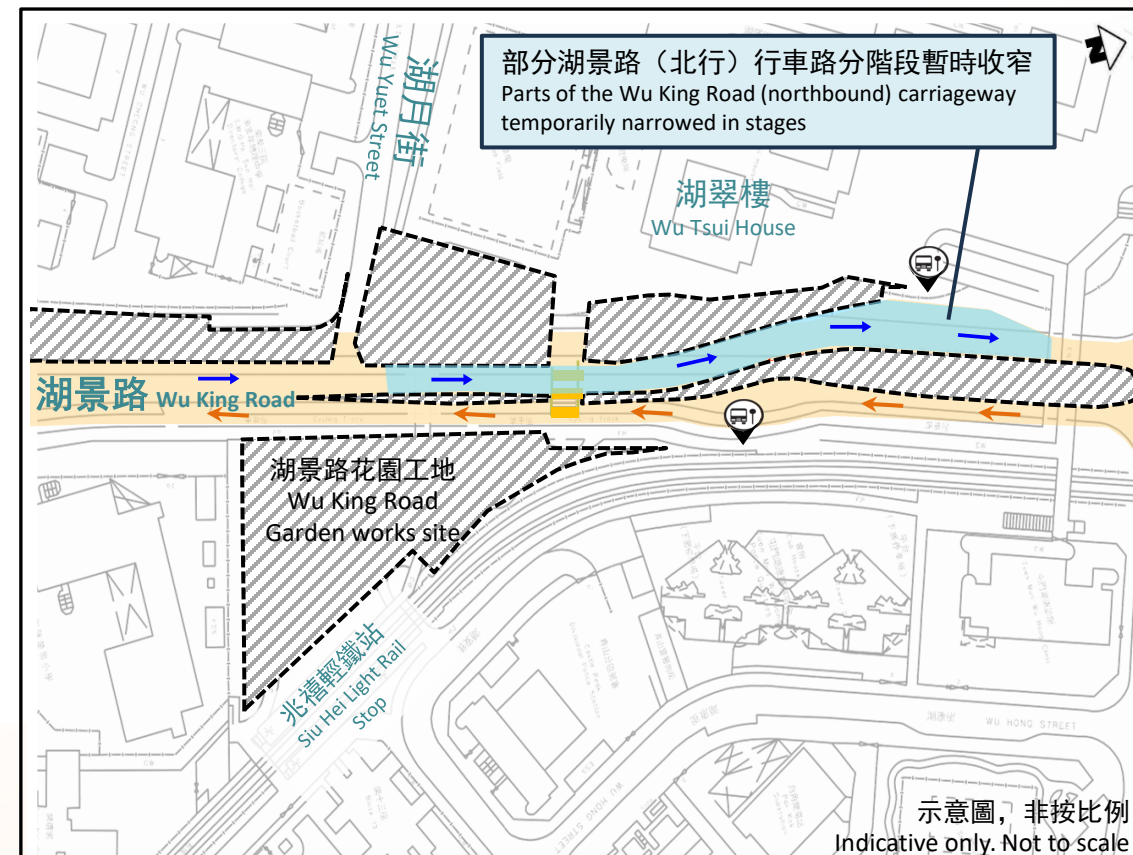 部分湖景路（北行）行車路分階段暫時收窄
Parts of the Wu King Road (northbound) carriageway
temporarily narrowed in stages
N
湖月街
Wu Yuet Street
湖翠樓
Wu Tsui House
湖景路 Wu King Road
湖景路花園工地
Wu King Road
Garden works site
兆禧輕鐵站
Siu Hei Light Rail
Stop
WU HONG STREET
WU HONG STREET
示意圖，非按比例
Indicative only. Not to scale